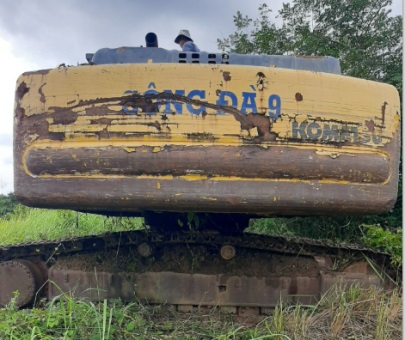 SÔNG ĐÀ 9
KOMATSU